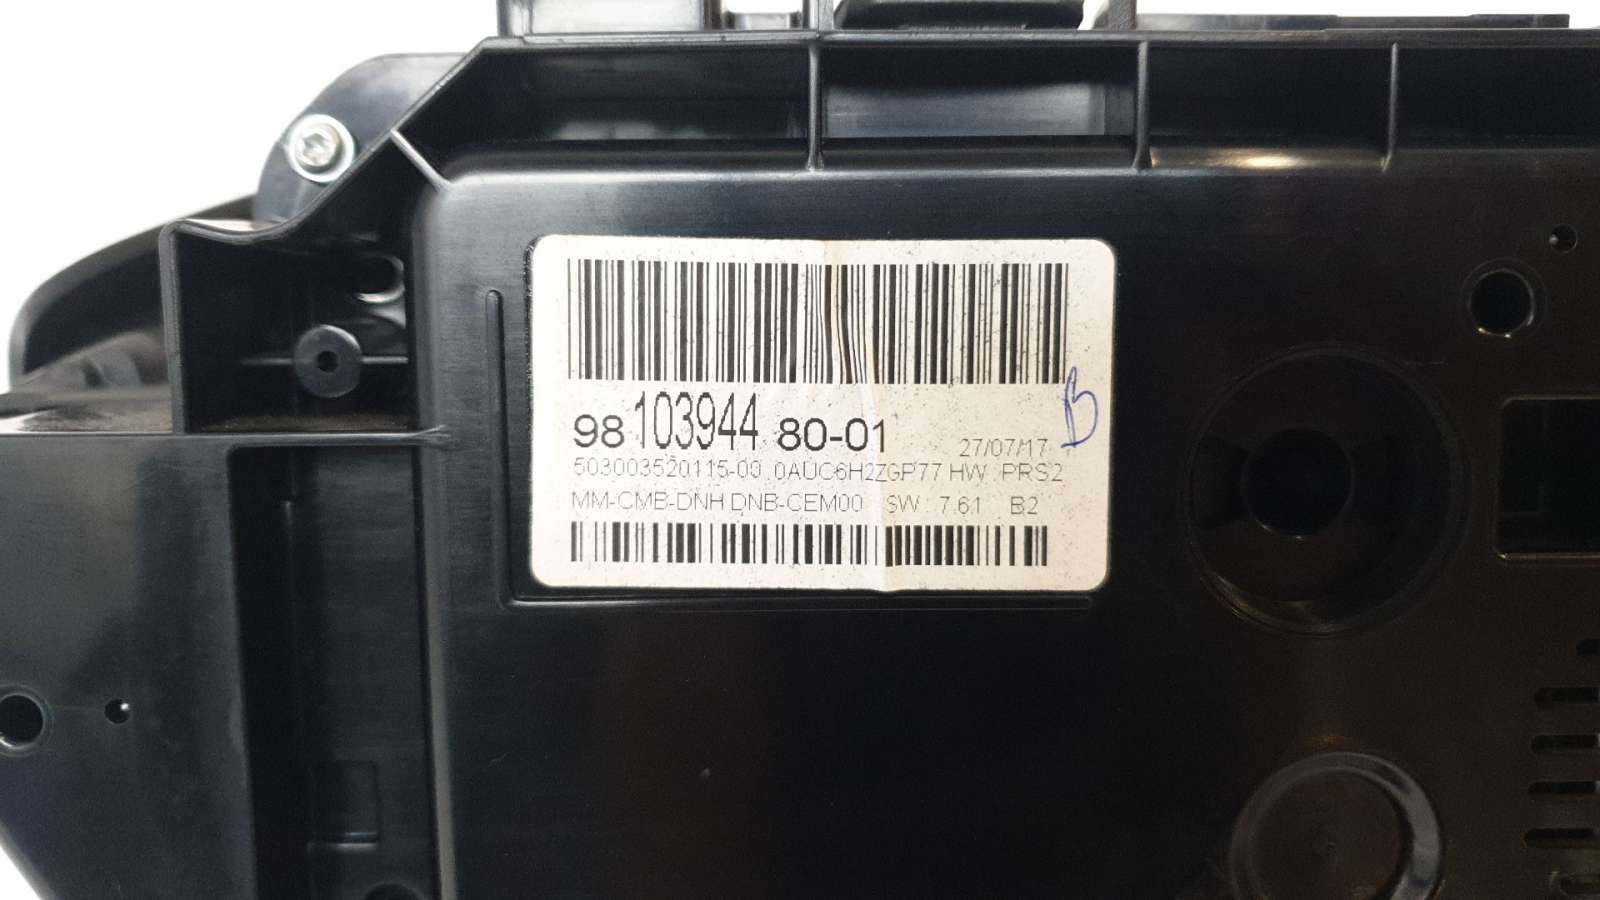 98 103944 80-01 27/07/17
503003520115-00 0AUC6H2ZGP77 HW : PRS2
MM-CMB-DNH DNB-CEM00 SW : 7.61 B2
B